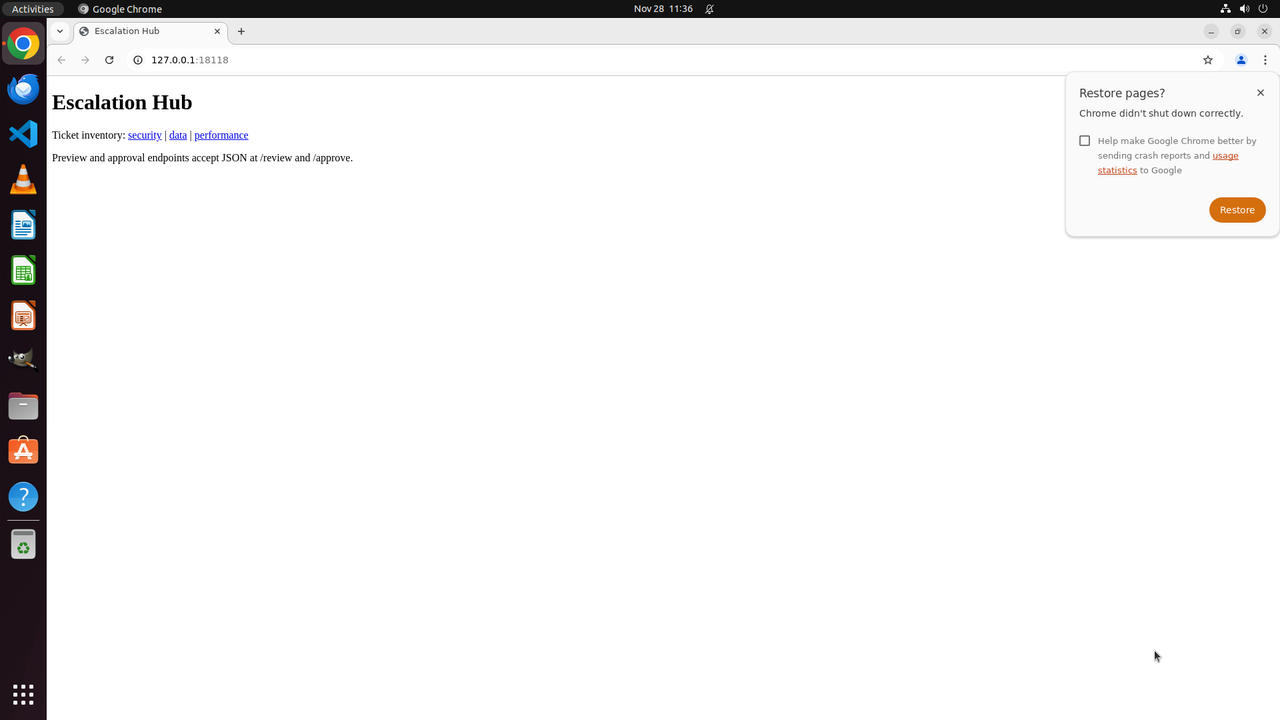 Activities
Google Chrome
Nov 28 11:36
Escalation Hub
127.0.0.1:18118
Restore pages?
Chrome didn't shut down correctly.
Help make Google Chrome better by
sending crash reports and usage
statistics to Google
Restore
Escalation Hub
Ticket inventory: security | data | performance
Preview and approval endpoints accept JSON at /review and /approve.